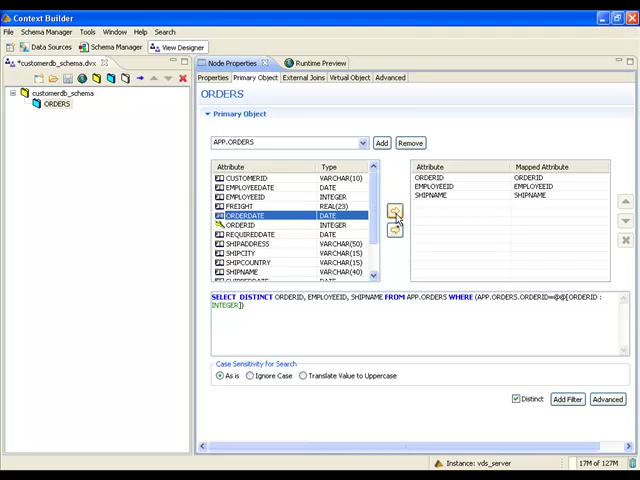 Context Builder
File Schema Manager Tools Window Help Search
Data Sources Schema Manager View Designer
*customerdb_schema.dvx
customerdb_schema
ORDERS
Node Properties Runtime Preview
Properties Primary Object External Joins Virtual Object Advanced
ORDERS
Primary Object
APP.ORDERS Add Remove
Attribute Type
CUSTOMERID VARCHAR(10)
EMPLOYEEDATE DATE
EMPLOYEEID INTEGER
FREIGHT REAL(23)
ORDERDATE DATE
ORDERID INTEGER
REQUIREDDATE DATE
SHIPADDRESS VARCHAR(50)
SHIPCITY VARCHAR(15)
SHIPCOUNTRY VARCHAR(15)
SHIPNAME VARCHAR(40)
Attribute Mapped Attribute
ORDERID ORDERID
EMPLOYEEID EMPLOYEEID
SHIPNAME SHIPNAME
SELECT DISTINCT ORDERID, EMPLOYEEID, SHIPNAME FROM APP.ORDERS WHERE (APP.ORDERS.ORDERID=@@[ORDERID :
INTEGER])
Case Sensitivity for Search
As is Ignore Case Translate Value to Uppercase
Distinct Add Filter Advanced
Instance: vds_server 17M of 127M